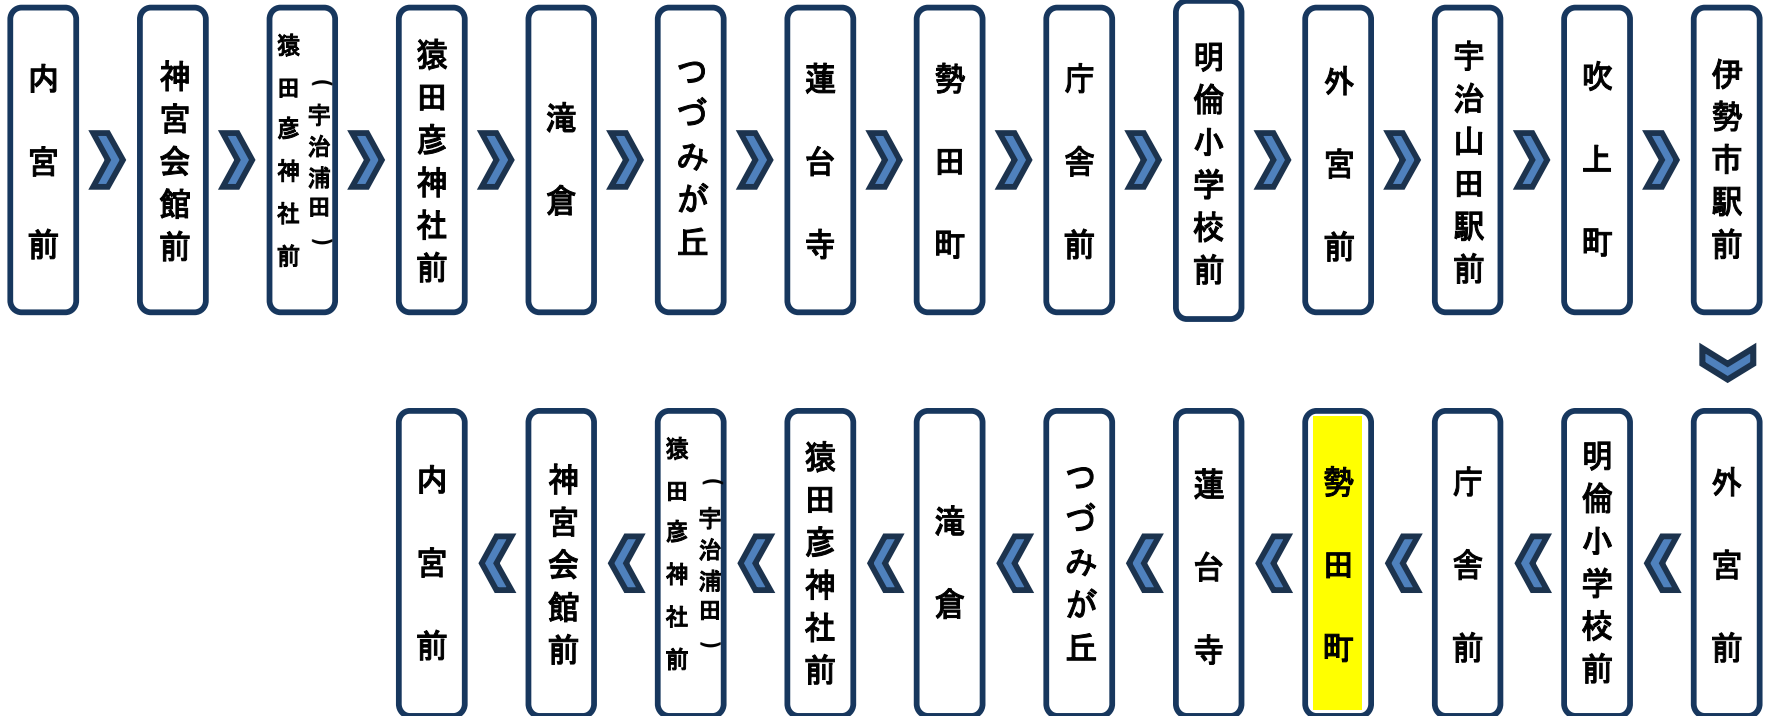 内宮前
神宮会館前
猿田彦神社前
（宇治浦田）
猿田彦神社前
滝倉
つづみが丘
蓮台寺
勢田町
庁舎前
明倫小学校前
外宮前
宇治山田駅前
吹上町
伊勢市駅前
外宮前
明倫小学校前
庁舎前
勢田町
蓮台寺
つづみが丘
滝倉
猿田彦神社前
猿田彦神社前
（宇治浦田）
神宮会館前
内宮前